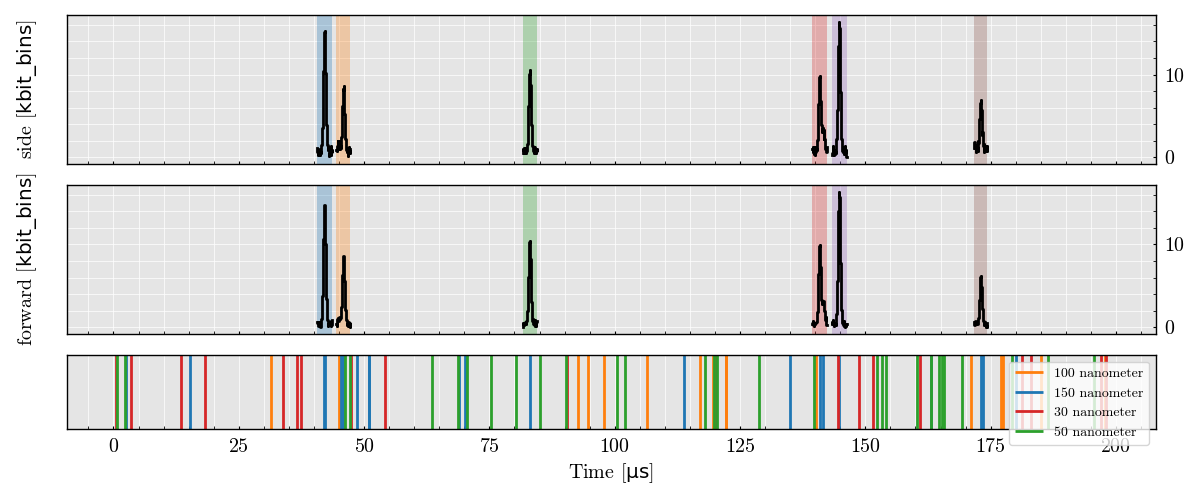 side [kbit_bins]
10
0
forward [kbit_bins]
10
0
100 nanometer
150 nanometer
30 nanometer
50 nanometer
0 25 50 75 100 125 150 175 200
Time [µs]